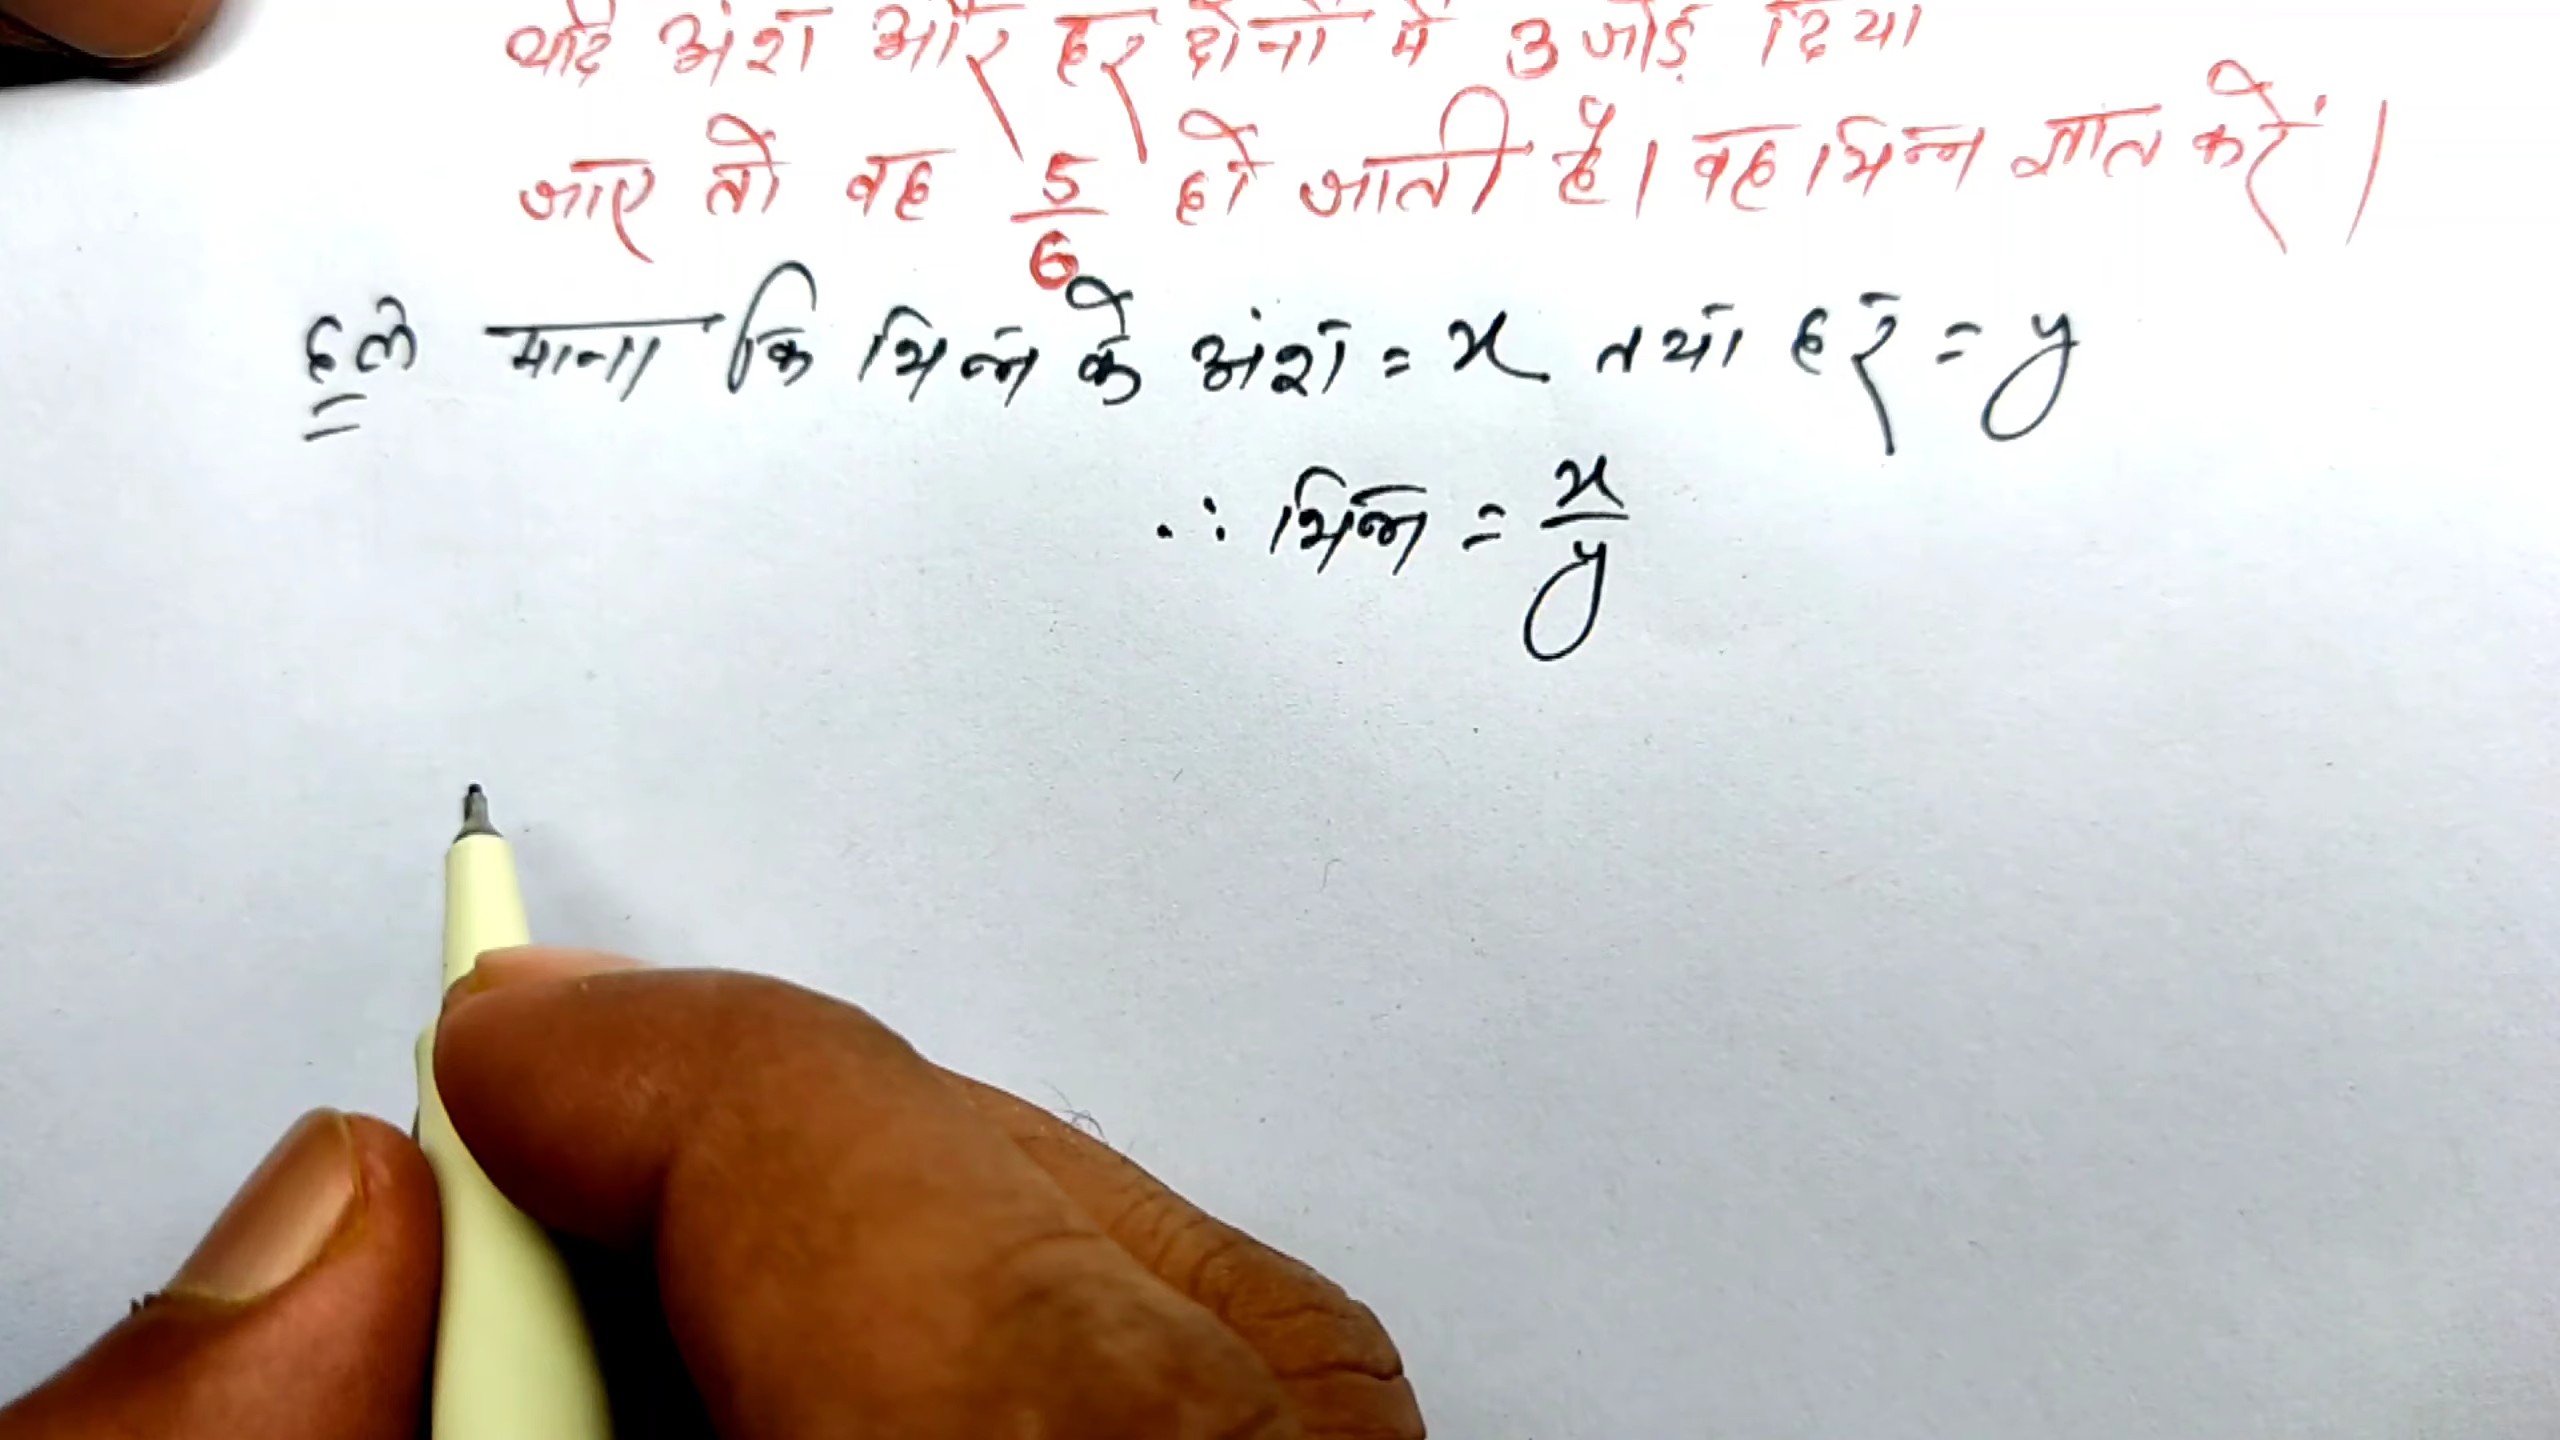 यदि अंश और हर दोनों में 3 जोड़ दिया
जाए तो वह 5/6 हो जाती है। वह भिन्न ज्ञात करें।
हल माना कि भिन्न के अंश = x तथा हर = y
∴ भिन्न = x/y